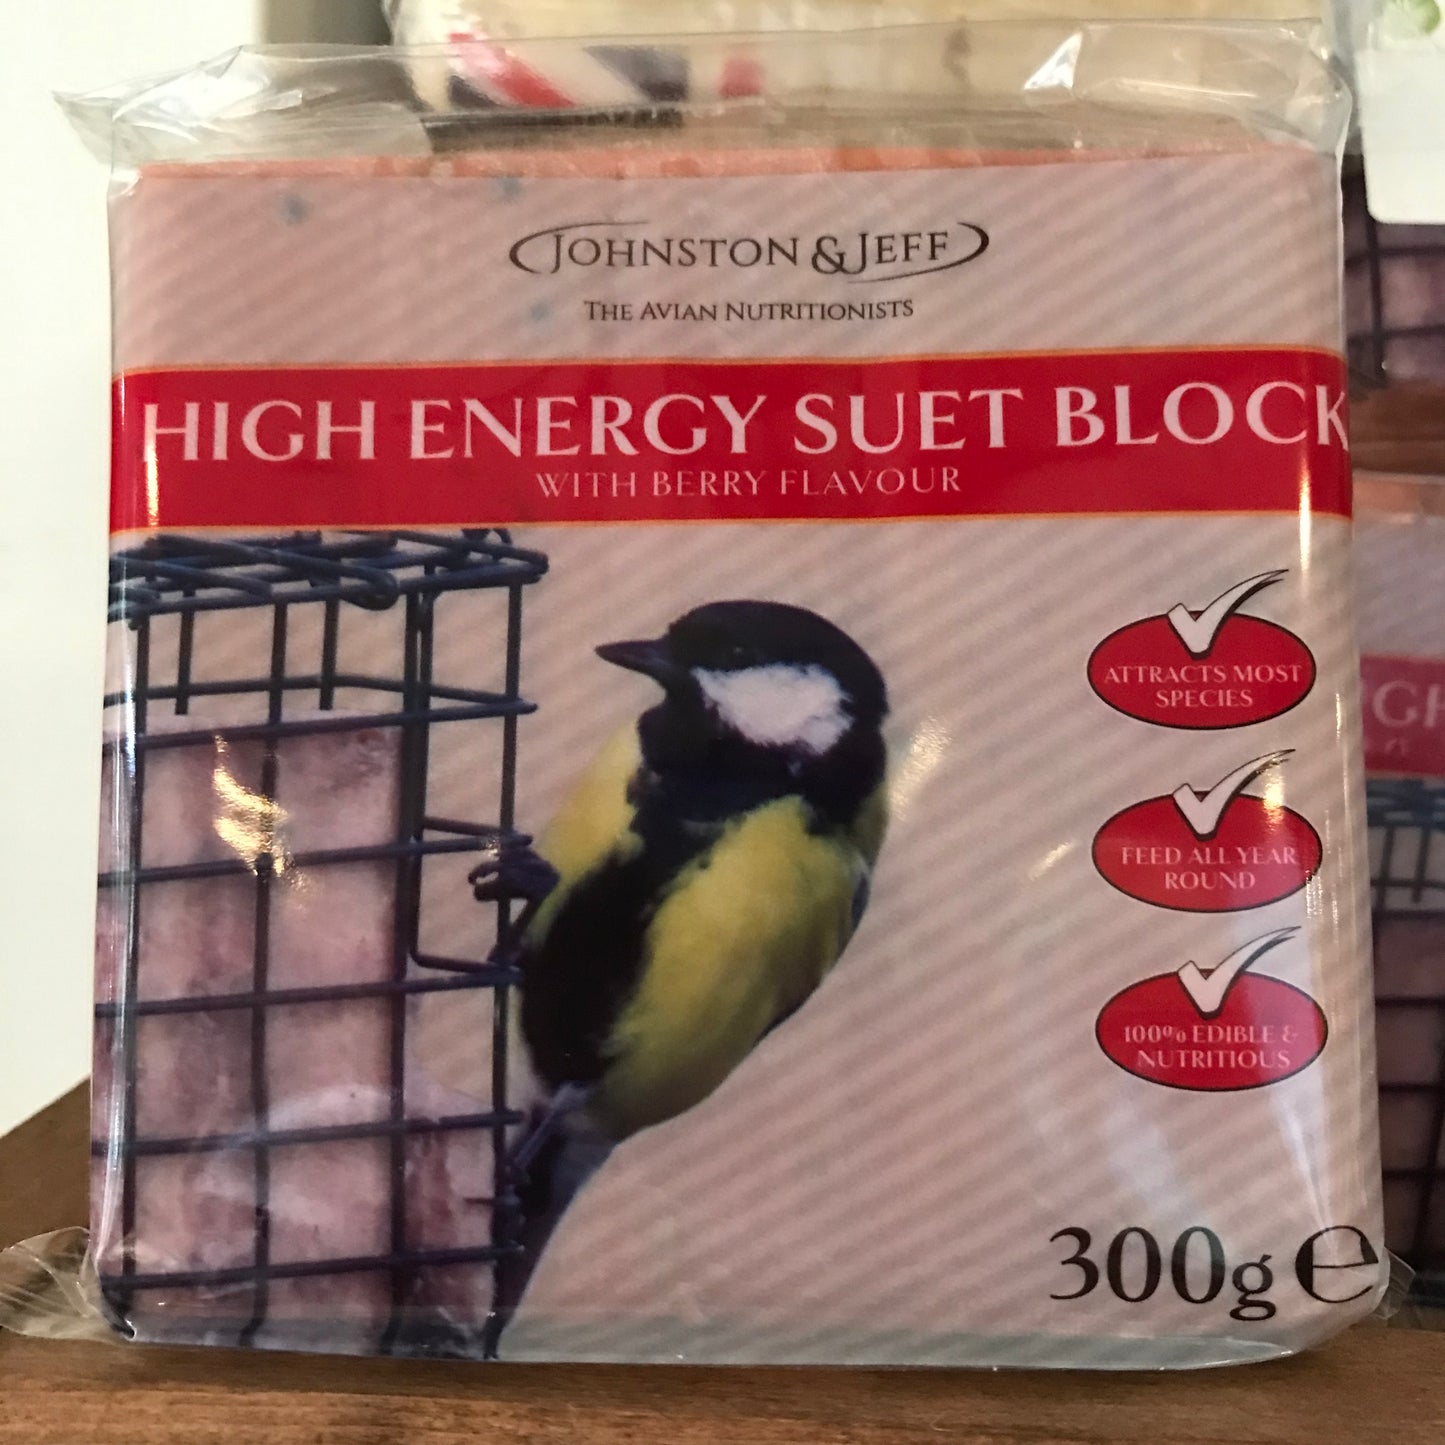 JOHNSTON & JEFF
THE AVIAN NUTRITIONISTS
HIGH ENERGY SUET BLOCK
WITH BERRY FLAVOUR
ATTRACTS MOST
SPECIES
FEED ALL YEAR
ROUND
100% EDIBLE &
NUTRITIOUS
300g ℮